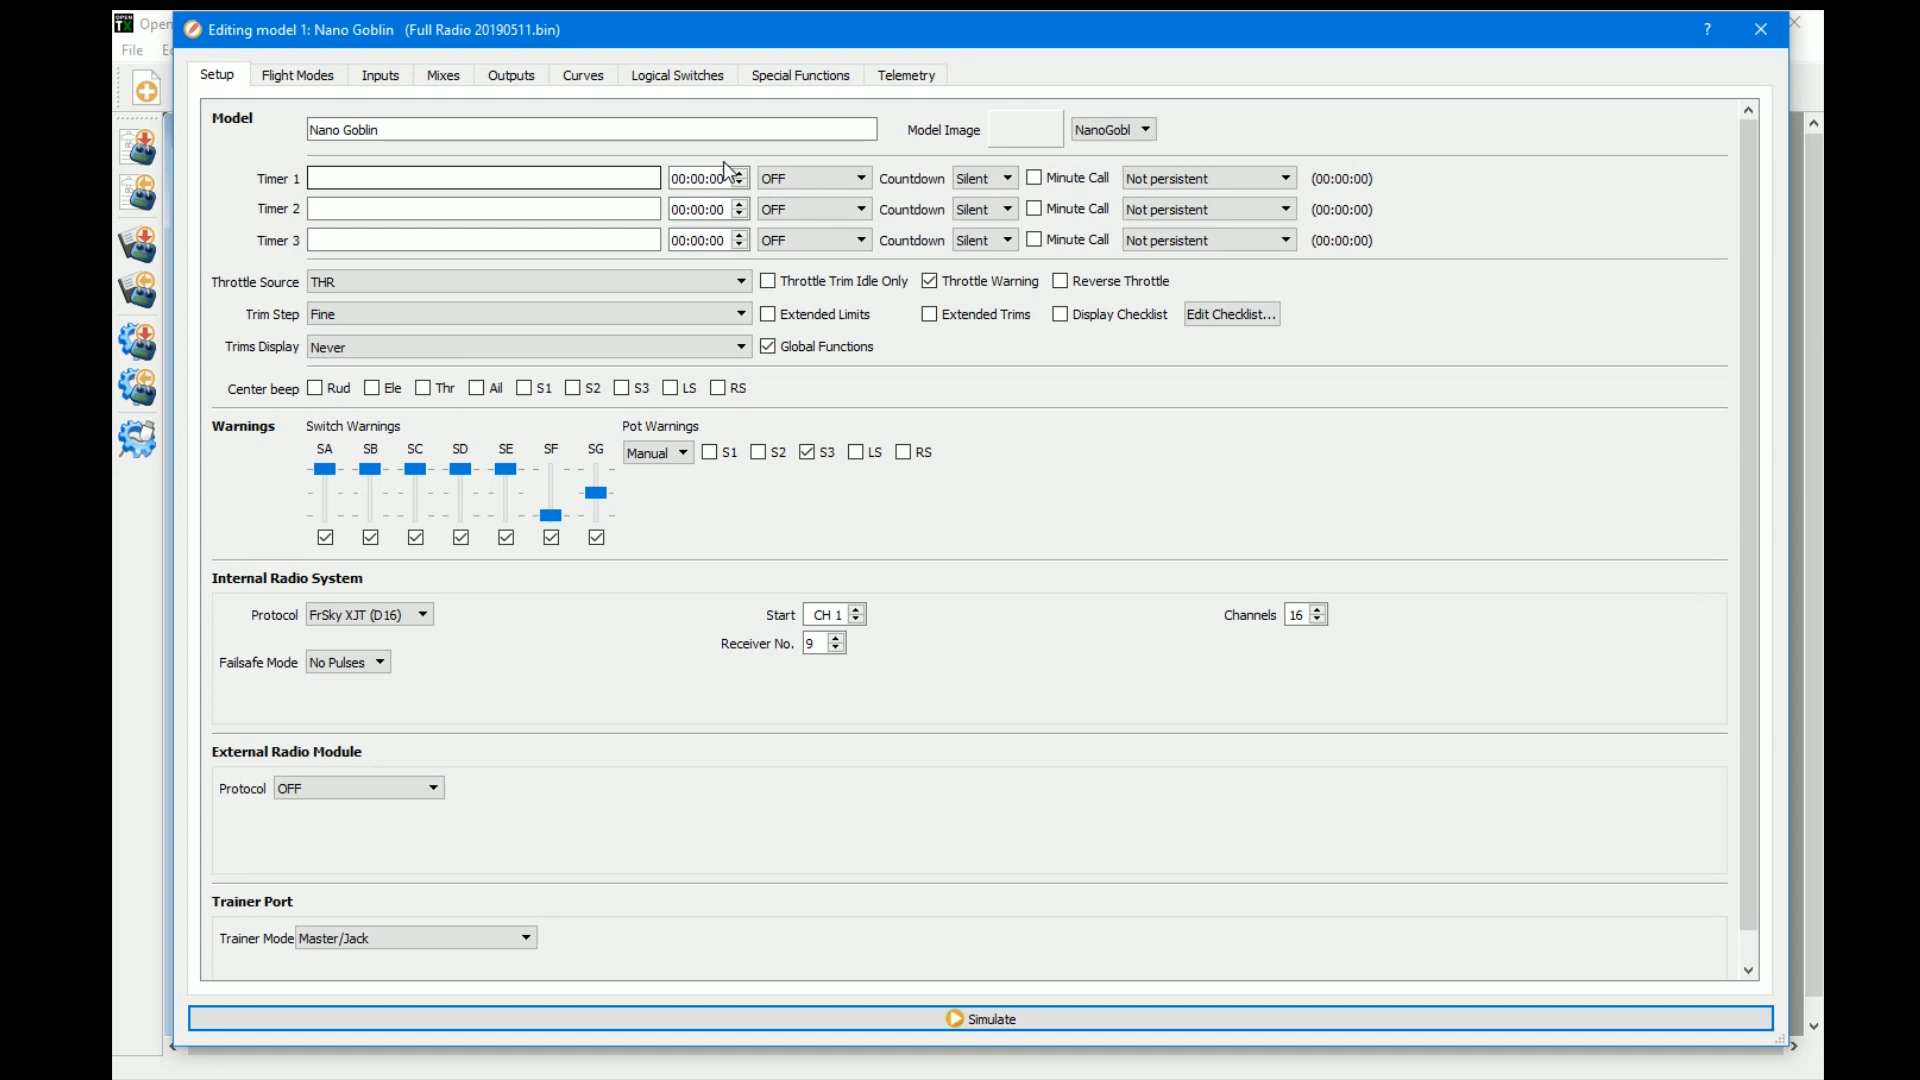 Open
Editing model 1: Nano Goblin (Full Radio 20190511.bin) ?
File
Setup Flight Modes Inputs Mixes Outputs Curves Logical Switches Special Functions Telemetry
Model Nano Goblin Model Image NanoGobl
Timer 1 00:00:00 OFF Countdown Silent Minute Call Not persistent (00:00:00)
Timer 2 00:00:00 OFF Countdown Silent Minute Call Not persistent (00:00:00)
Timer 3 00:00:00 OFF Countdown Silent Minute Call Not persistent (00:00:00)
Throttle Source THR Throttle Trim Idle Only Throttle Warning Reverse Throttle
Trim Step Fine Extended Limits Extended Trims Display Checklist Edit Checklist...
Trims Display Never Global Functions
Center beep Rud Ele Thr Ail S1 S2 S3 LS RS
Warnings Switch Warnings Pot Warnings
SA SB SC SD SE SF SG Manual S1 S2 S3 LS RS
Internal Radio System
Protocol FrSky XJT (D16) Start CH 1 Channels 16
Receiver No. 9
Failsafe Mode No Pulses
External Radio Module
Protocol OFF
Trainer Port
Trainer Mode Master/Jack
Simulate